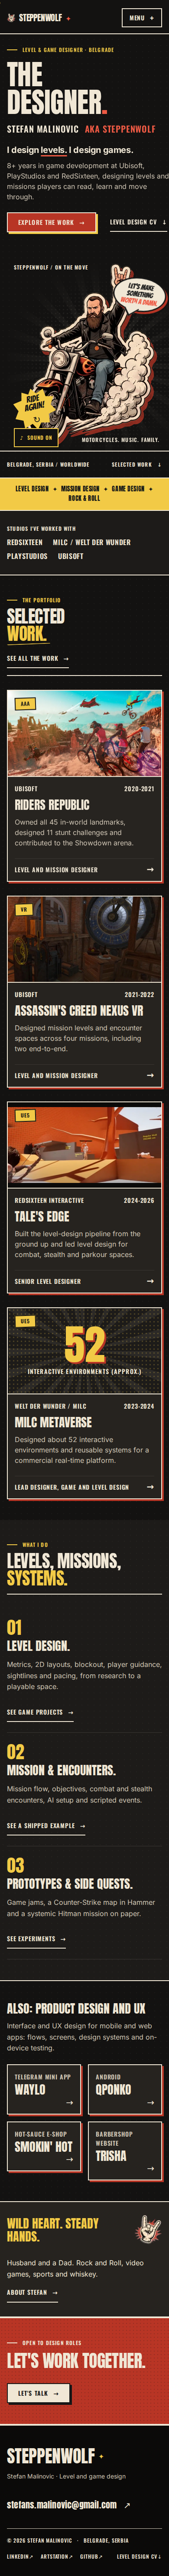 STEPPENWOLF
MENU
LEVEL & GAME DESIGNER · BELGRADE
THE
DESIGNER.
STEFAN MALINOVIC AKA STEPPENWOLF
I design levels. I design games.
8+ years in game development at Ubisoft,
PlayStudios and RedSixteen, designing levels and
missions players can read, learn and move
through.
EXPLORE THE WORK →
LEVEL DESIGN CV ↓
STEPPENWOLF / ON THE MOVE
LET'S MAKE
SOMETHING
WORTH A DAMN.
RIDE
AGAIN!
♪ SOUND ON
MOTORCYCLES. MUSIC. FAMILY.
BELGRADE, SERBIA / WORLDWIDE
SELECTED WORK ↓
LEVEL DESIGN ✦ MISSION DESIGN ✦ GAME DESIGN ✦
ROCK & ROLL
STUDIOS I'VE WORKED WITH
REDSIXTEEN MILC / WELT DER WUNDER
PLAYSTUDIOS UBISOFT
THE PORTFOLIO
SELECTED
WORK.
SEE ALL THE WORK →
AAA
UBISOFT
2020-2021
RIDERS REPUBLIC
Owned all 45 in-world landmarks,
designed 11 stunt challenges and
contributed to the Showdown arena.
LEVEL AND MISSION DESIGNER →
VR
UBISOFT
2021-2022
ASSASSIN'S CREED NEXUS VR
Designed mission levels and encounter
spaces across four missions, including
two end-to-end.
LEVEL AND MISSION DESIGNER →
UE5
REDSIXTEEN INTERACTIVE
2024-2026
TALE'S EDGE
Built the level-design pipeline from the
ground up and led level design for
combat, stealth and parkour spaces.
SENIOR LEVEL DESIGNER →
UE5
52
INTERACTIVE ENVIRONMENTS (APPROX.)
WELT DER WUNDER / MILC
2023-2024
MILC METAVERSE
Designed about 52 interactive
environments and reusable systems for a
commercial real-time platform.
LEAD DESIGNER, GAME AND LEVEL DESIGN →
WHAT I DO
LEVELS, MISSIONS,
SYSTEMS.
01
LEVEL DESIGN.
Metrics, 2D layouts, blockout, player guidance,
sightlines and pacing, from research to a
playable space.
SEE GAME PROJECTS →
02
MISSION & ENCOUNTERS.
Mission flow, objectives, combat and stealth
encounters, AI setup and scripted events.
SEE A SHIPPED EXAMPLE →
03
PROTOTYPES & SIDE QUESTS.
Game jams, a Counter-Strike map in Hammer
and a systemic Hitman mission on paper.
SEE EXPERIMENTS →
ALSO: PRODUCT DESIGN AND UX
Interface and UX design for mobile and web
apps: flows, screens, design systems and on-
device testing.
TELEGRAM MINI APP
WAYLO
→
ANDROID
QPONKO
→
HOT-SAUCE E-SHOP
SMOKIN' HOT
→
BARBERSHOP
WEBSITE
TRISHA
→
WILD HEART. STEADY
HANDS.
Husband and a Dad. Rock and Roll, video
games, sports and whiskey.
ABOUT STEFAN →
OPEN TO DESIGN ROLES
LET'S WORK TOGETHER.
LET'S TALK →
STEPPENWOLF
Stefan Malinovic · Level and game design
stefans.malinovic@gmail.com ↗
© 2026 STEFAN MALINOVIC · BELGRADE, SERBIA
LINKEDIN↗ ARTSTATION↗ GITHUB↗ LEVEL DESIGN CV↓